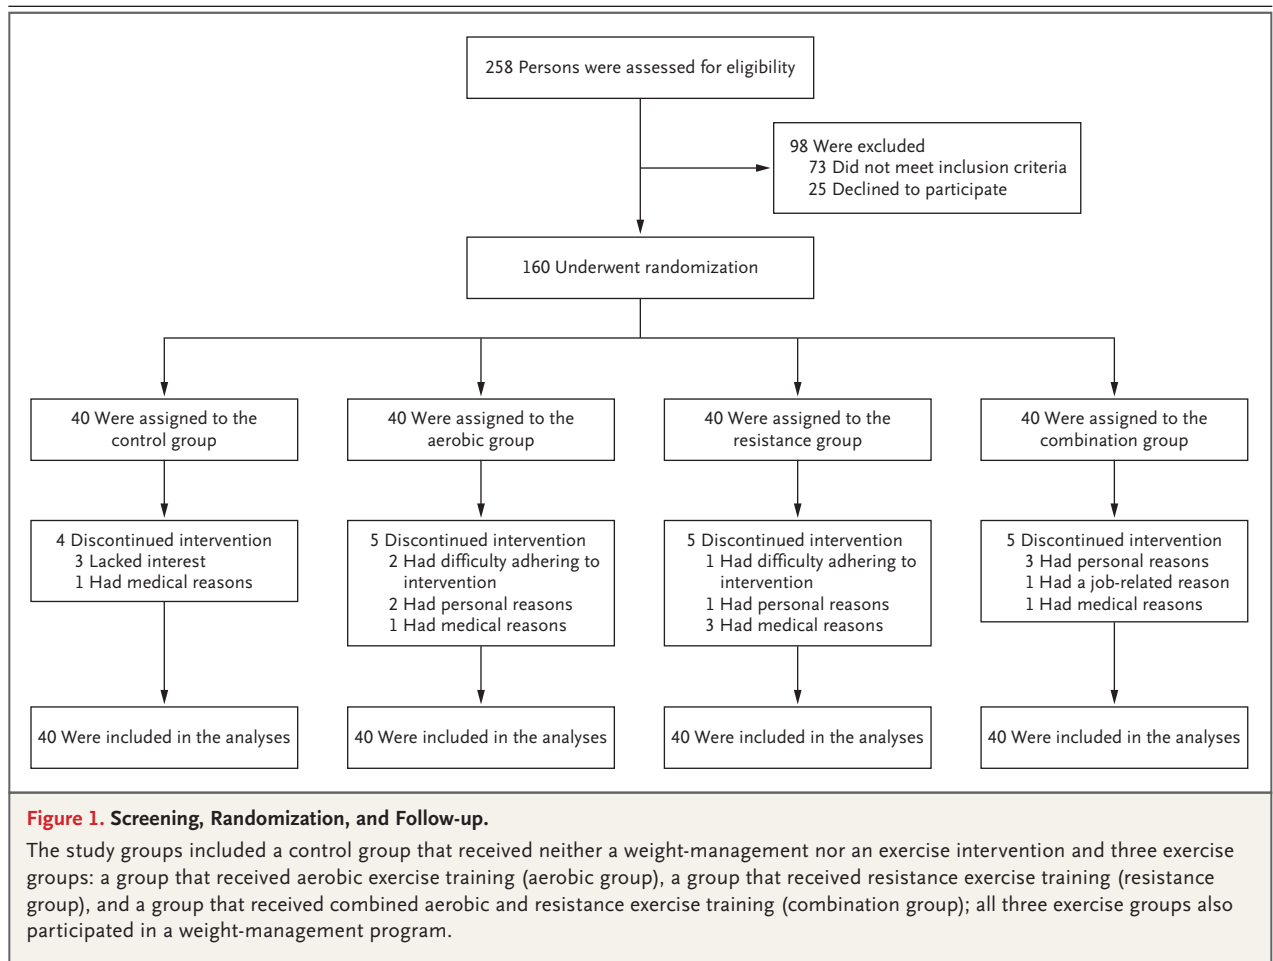 258 Persons were assessed for eligibility
98 Were excluded
73 Did not meet inclusion criteria
25 Declined to participate
160 Underwent randomization
40 Were assigned to the
control group
40 Were assigned to the
aerobic group
40 Were assigned to the
resistance group
40 Were assigned to the
combination group
4 Discontinued intervention
3 Lacked interest
1 Had medical reasons
5 Discontinued intervention
2 Had difficulty adhering to
intervention
2 Had personal reasons
1 Had medical reasons
5 Discontinued intervention
1 Had difficulty adhering to
intervention
1 Had personal reasons
3 Had medical reasons
5 Discontinued intervention
3 Had personal reasons
1 Had a job-related reason
1 Had medical reasons
40 Were included in the analyses
40 Were included in the analyses
40 Were included in the analyses
40 Were included in the analyses
Figure 1. Screening, Randomization, and Follow-up.
The study groups included a control group that received neither a weight-management nor an exercise intervention and three exercise
groups: a group that received aerobic exercise training (aerobic group), a group that received resistance exercise training (resistance
group), and a group that received combined aerobic and resistance exercise training (combination group); all three exercise groups also
participated in a weight-management program.